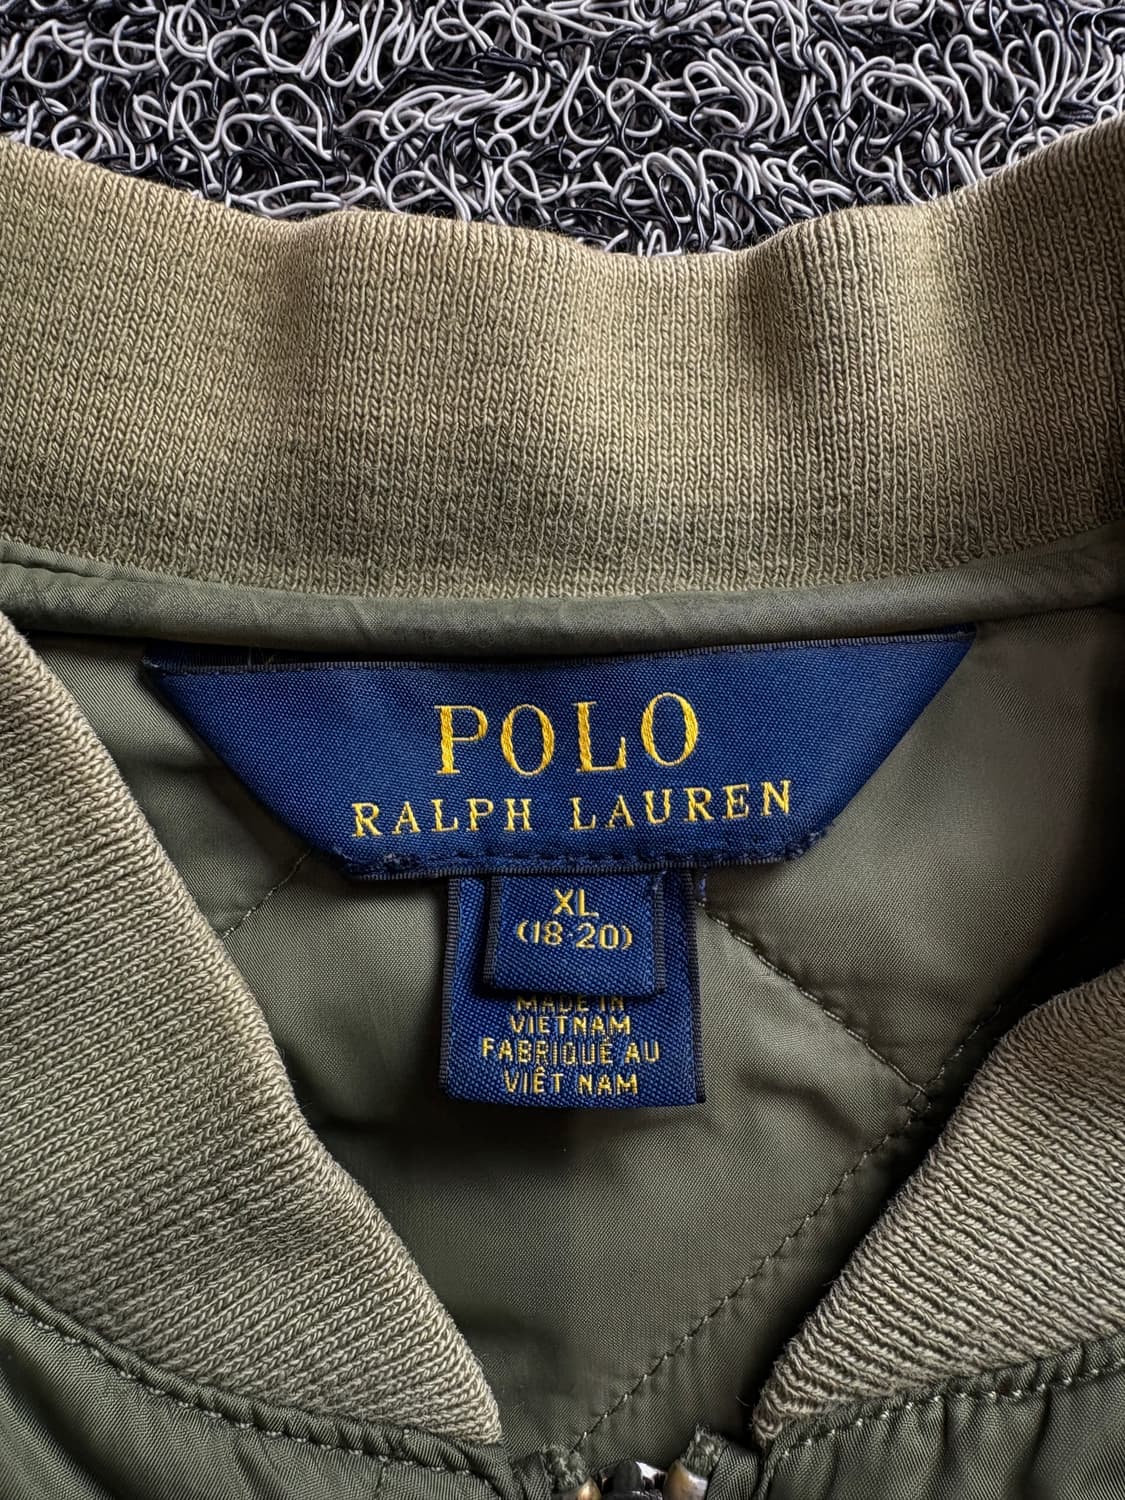 POLO
RALPH LAUREN
XL
(18-20)
MADE IN
VIETNAM
FABRIQUÉ AU
VIÊT NAM